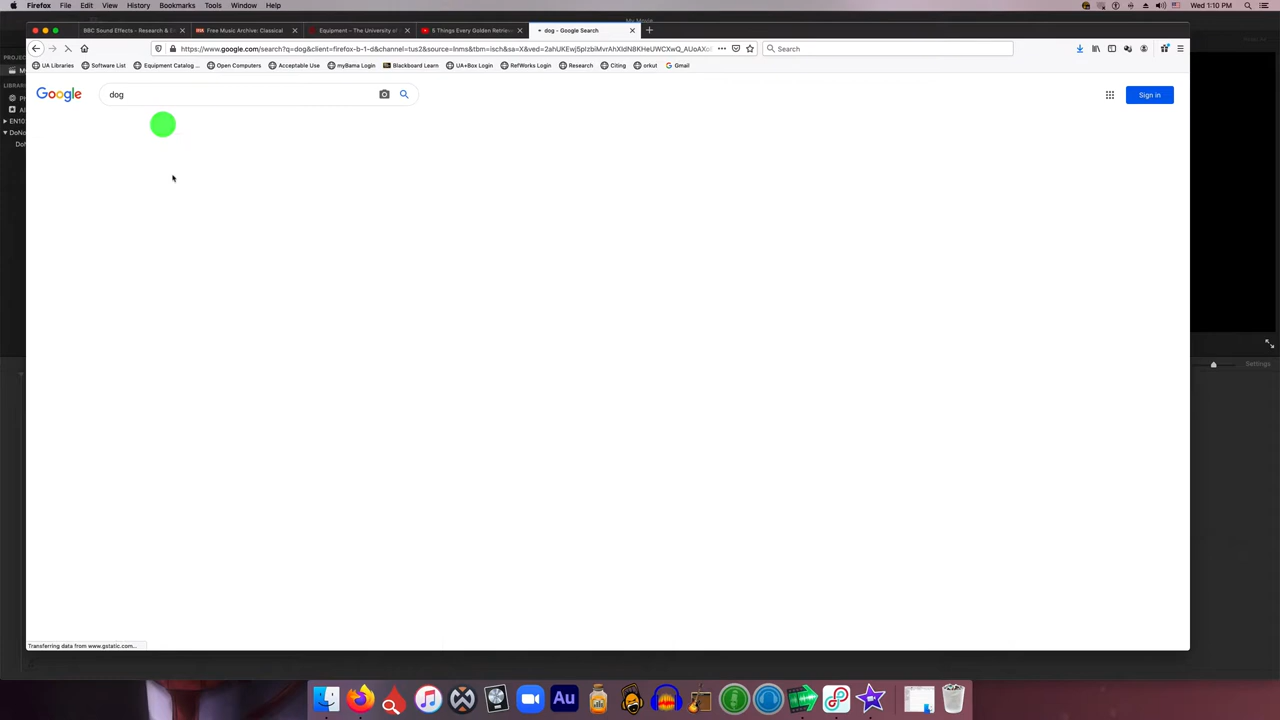 Firefox File Edit View History Bookmarks Tools Window Help Wed 1:10 PM
BBC Sound Effects - Research & E Free Music Archive: Classical Equipment – The University of 5 Things Every Golden Retriever dog - Google Search
Search
UA Libraries Software List Equipment Catalog ... Open Computers Acceptable Use myBama Login Blackboard Learn UA+Box Login RefWorks Login Research Citing orkut Gmail
Google dog Sign in
Settings
Transferring data from www.gstatic.com...
Au